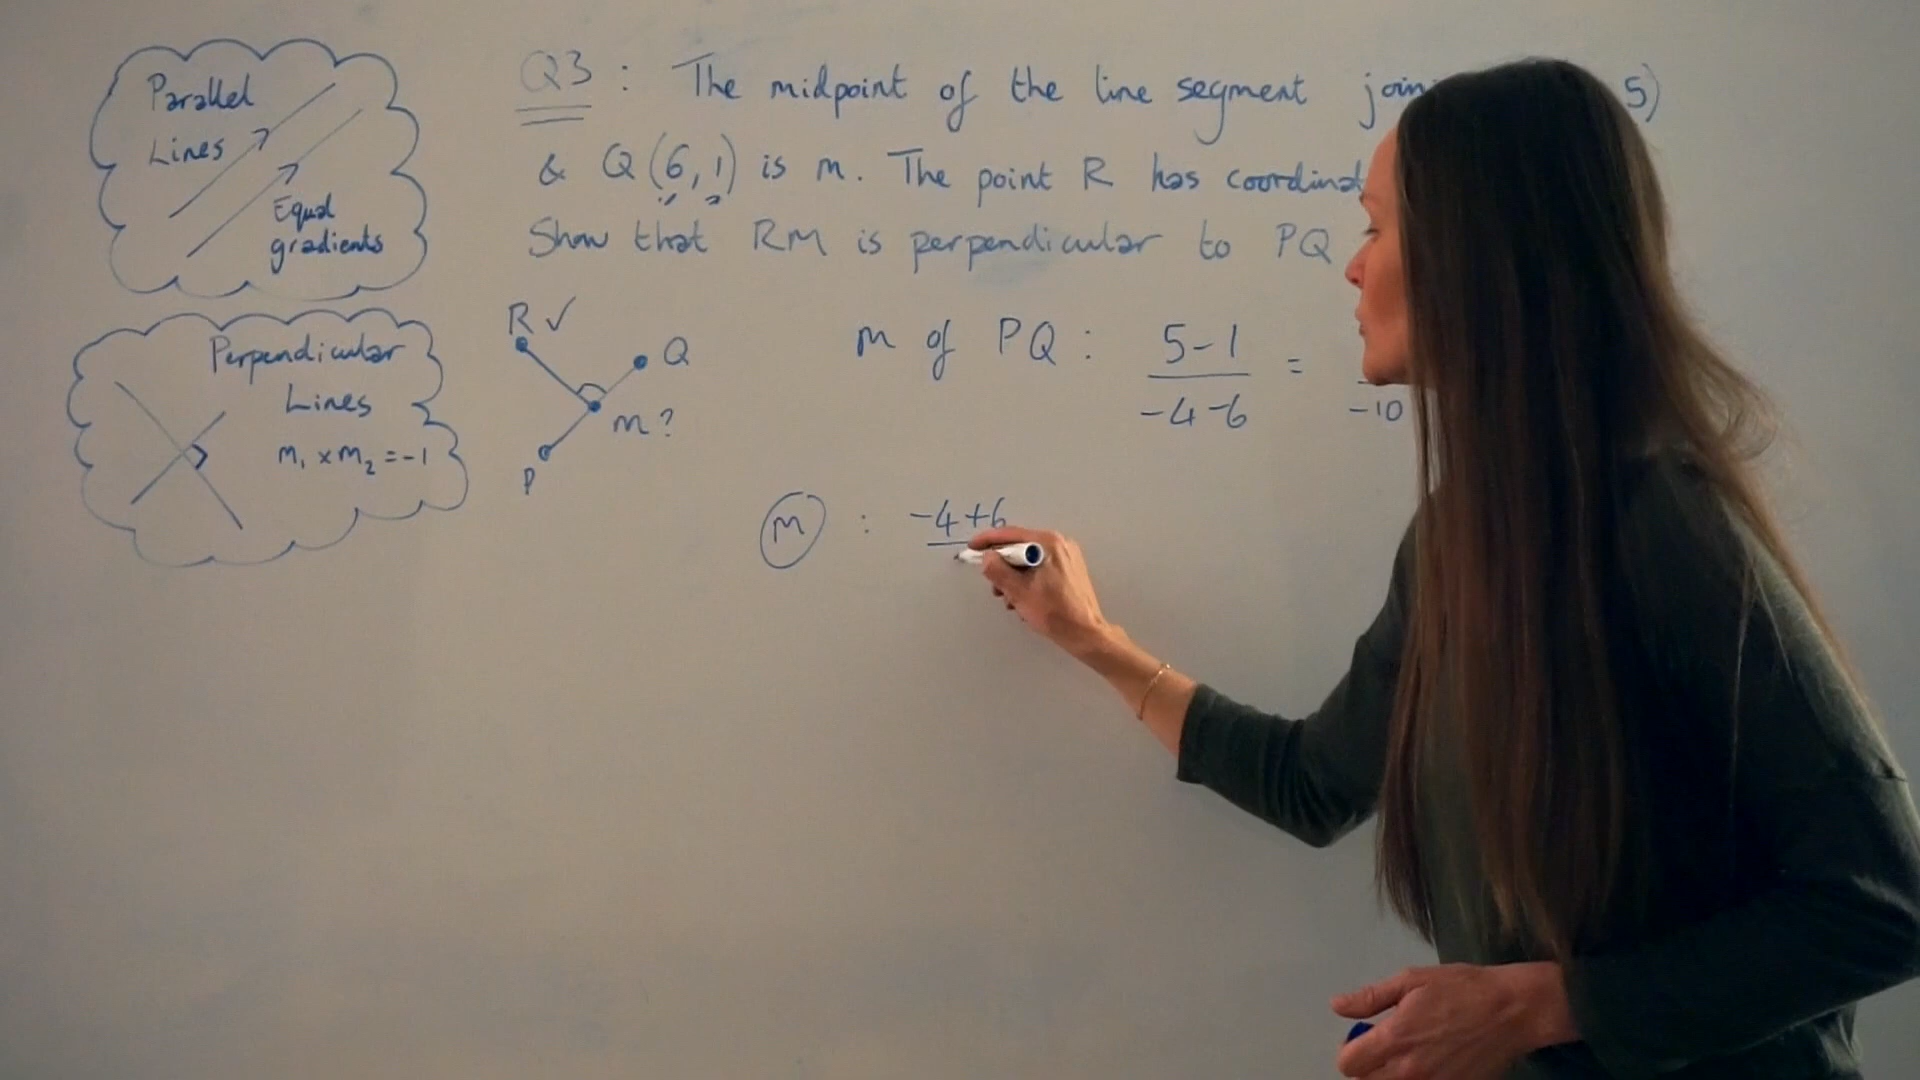 Parallel
Lines
Equal
gradients
Perpendicular
Lines
m₁ × m₂ = -1
Q3 : The midpoint of the line segment 5)
& Q (6, 1) is M. The point R has
Show that RM is perpendicular to PQ
R ✓
Q
M?
P
m of PQ : 5-1
-4-6
=
-10
M : -4+6